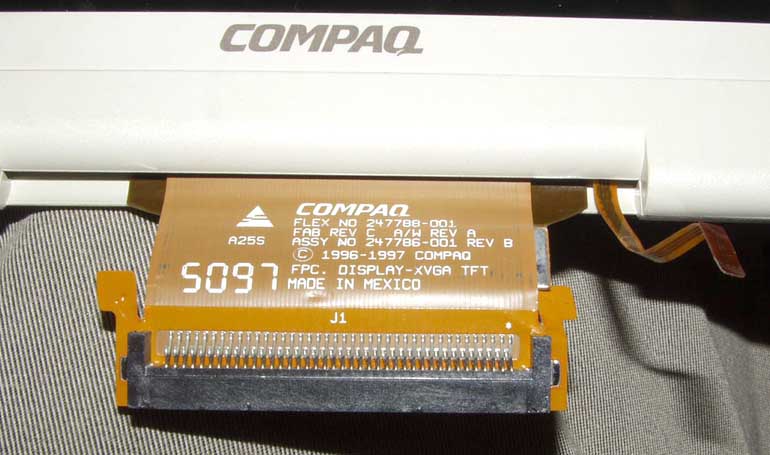 COMPAQ
COMPAQ
FLEX NO 247788-001
FAB REV C, A/W REV A
A25S
ASSY NO 247786-001 REV B
© 1996-1997 COMPAQ
5097
FPC. DISPLAY-XVGA TFT
MADE IN MEXICO
J1